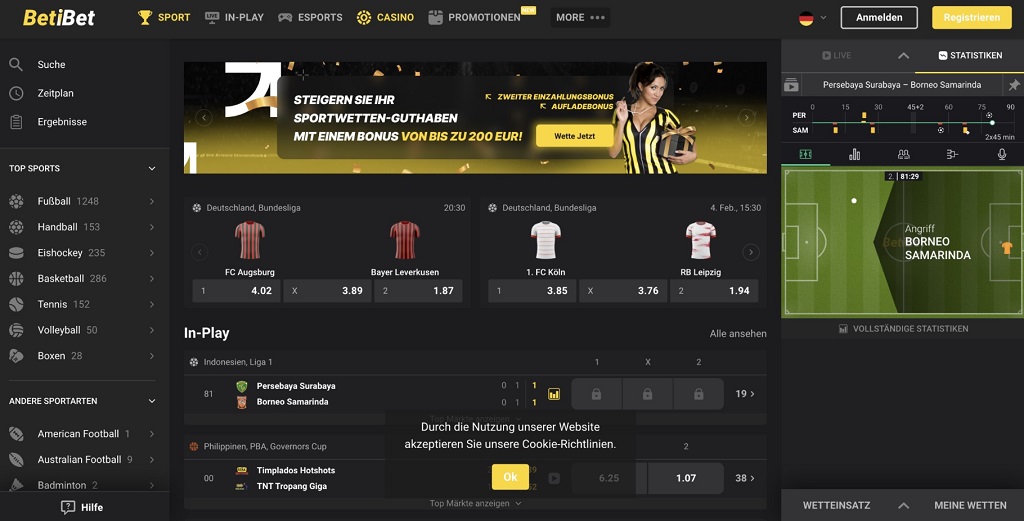 BetiBet
SPORT
LIVE
IN-PLAY
ESPORTS
CASINO
PROMOTIONEN
NEW
MORE
Anmelden
Registrieren
Suche
Zeitplan
Ergebnisse
TOP SPORTS
Fußball 1248
Handball 153
Eishockey 235
Basketball 286
Tennis 152
Volleyball 50
Boxen 28
ANDERE SPORTARTEN
American Football 1
Australian Football 9
Badminton 2
Hilfe
STEIGERN SIE IHR
SPORTWETTEN-GUTHABEN
MIT EINEM BONUS VON BIS ZU 200 EUR!
ZWEITER EINZAHLUNGSBONUS
AUFLADEBONUS
Wette Jetzt
Deutschland, Bundesliga 20:30
FC Augsburg Bayer Leverkusen
1 4.02 X 3.89 2 1.87
Deutschland, Bundesliga 4. Feb., 15:30
1. FC Köln RB Leipzig
1 3.85 X 3.76 2 1.94
In-Play Alle ansehen
Indonesien, Liga 1 1 X 2
81 Persebaya Surabaya 0 1 1
Borneo Samarinda 0 1 1
19
Top Märkte anzeigen
Philippinen, PBA, Governors Cup 2
00 Timplados Hotshots
TNT Tropang Giga
6.25 1.07 38
Top Märkte anzeigen
Durch die Nutzung unserer Website
akzeptieren Sie unsere Cookie-Richtlinien.
Ok
LIVE STATISTIKEN
Persebaya Surabaya – Borneo Samarinda
0 15 30 45+2 60 75 90
PER
SAM
2x45 min
2. 81:29
Angriff
BORNEO
SAMARINDA
VOLLSTÄNDIGE STATISTIKEN
WETTEINSATZ MEINE WETTEN